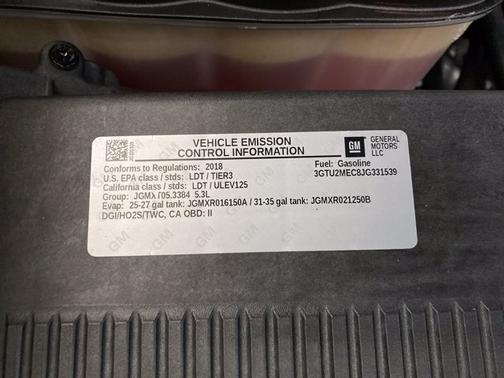 VEHICLE EMISSION
CONTROL INFORMATION
GM
GENERAL
MOTORS
LLC
Conforms to Regulations: 2018
Fuel: Gasoline
U.S. EPA class / stds: LDT / TIER3
3GTU2MEC8JG331539
California class / stds: LDT / ULEV125
Group: JGMXT05.3384 5.3L
Evap: 25-27 gal tank: JGMXR016150A / 31-35 gal tank: JGMXR021250B
DGI/HO2S/TWC, CA OBD: II